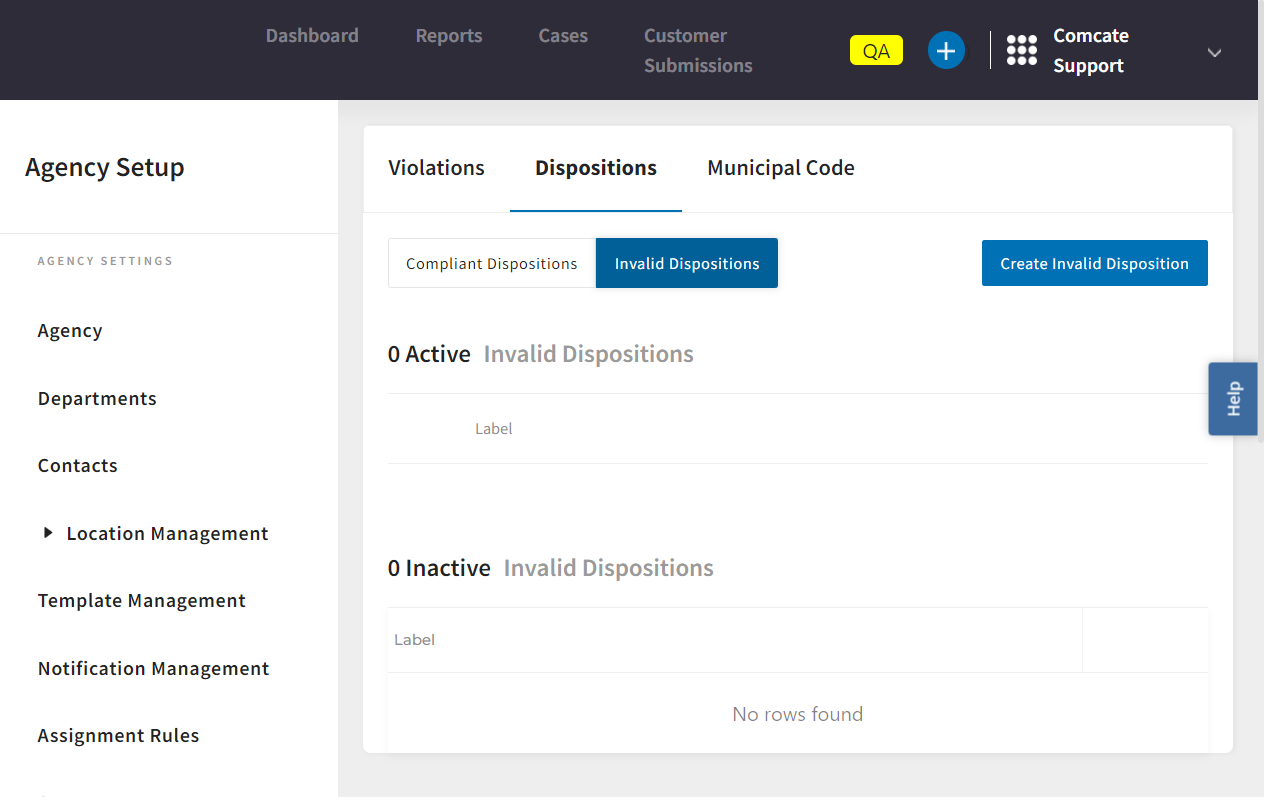 Dashboard
Reports
Cases
Customer
Submissions
QA
Comcate
Support
Agency Setup
AGENCY SETTINGS
Agency
Departments
Contacts
Location Management
Template Management
Notification Management
Assignment Rules
Violations
Dispositions
Municipal Code
Compliant Dispositions
Invalid Dispositions
Create Invalid Disposition
0 Active Invalid Dispositions
Label
0 Inactive Invalid Dispositions
Label
No rows found
Help